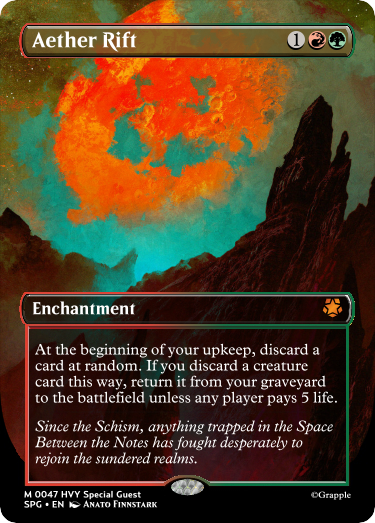 Aether Rift 1
Enchantment
At the beginning of your upkeep, discard a
card at random. If you discard a creature
card this way, return it from your graveyard
to the battlefield unless any player pays 5 life.
Since the Schism, anything trapped in the Space
Between the Notes has fought desperately to
rejoin the sundered realms.
M 0047 HVY Special Guest
SPG • EN Anato Finnstark
©Grapple